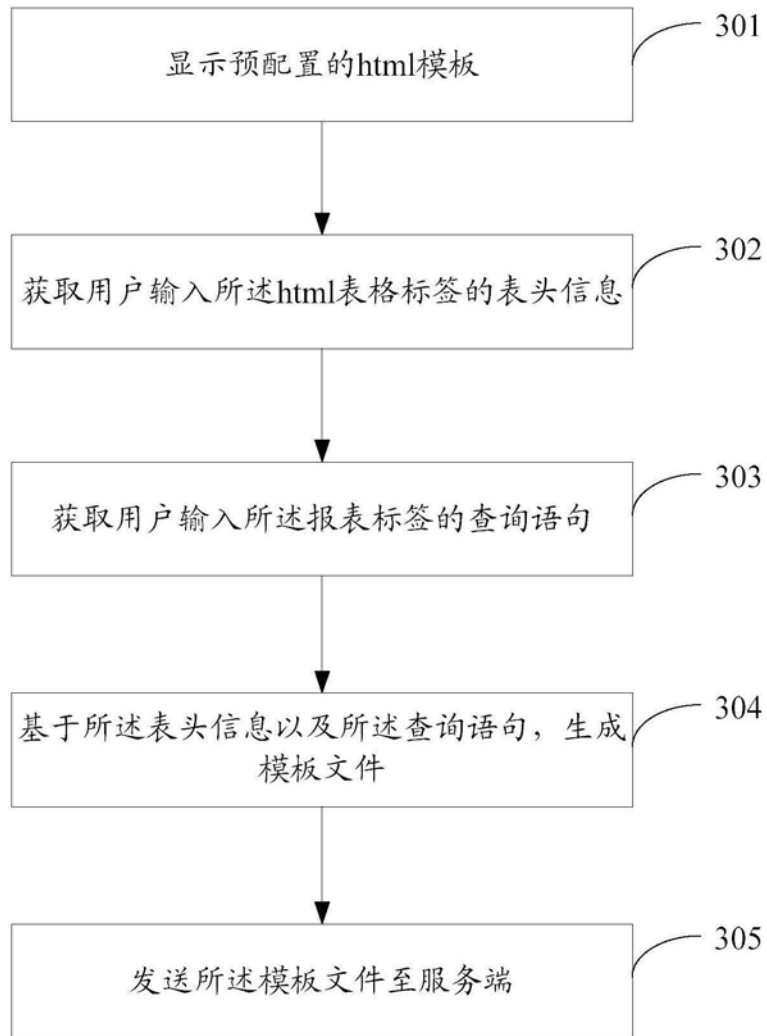 显示预配置的html模板
301
获取用户输入所述html表格标签的表头信息
302
获取用户输入所述报表标签的查询语句
303
基于所述表头信息以及所述查询语句，生成
模板文件
304
发送所述模板文件至服务端
305